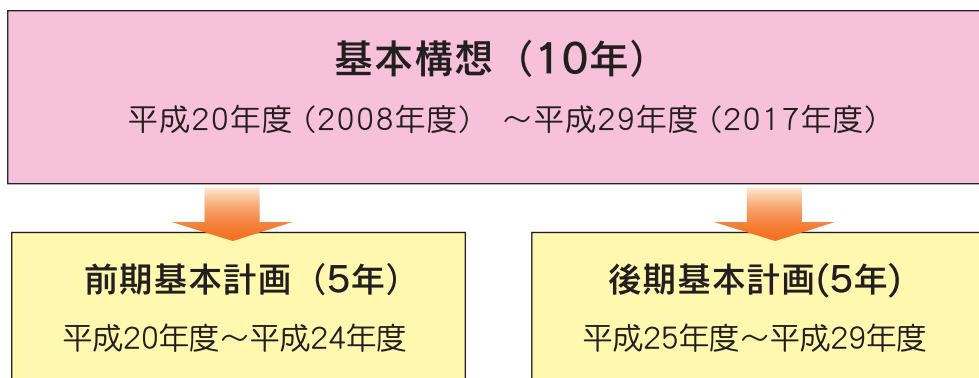 基本構想（10年）
平成20年度（2008年度）　～平成29年度（2017年度）
前期基本計画（5年）
平成20年度～平成24年度
後期基本計画(5年)
平成25年度～平成29年度